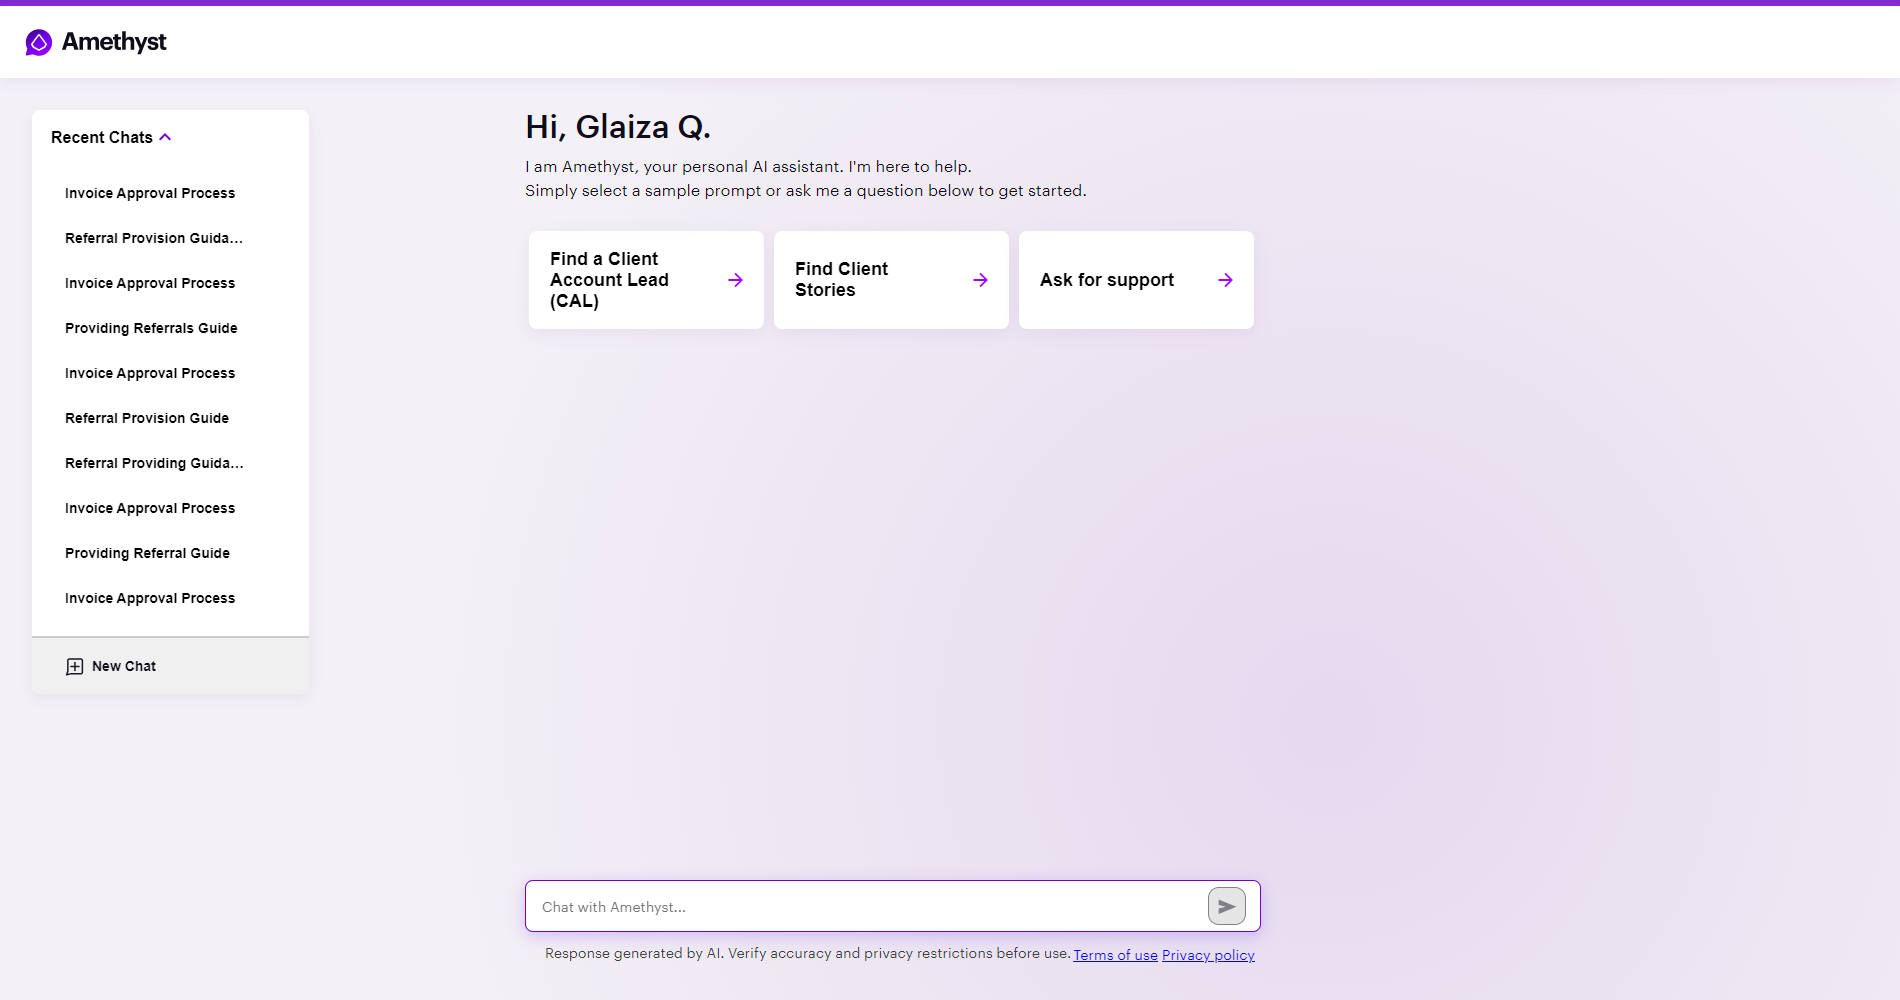 Amethyst
Recent Chats
Invoice Approval Process
Referral Provision Guida...
Invoice Approval Process
Providing Referrals Guide
Invoice Approval Process
Referral Provision Guide
Referral Providing Guida...
Invoice Approval Process
Providing Referral Guide
Invoice Approval Process
New Chat
Hi, Glaiza Q.
I am Amethyst, your personal AI assistant. I'm here to help.
Simply select a sample prompt or ask me a question below to get started.
Find a Client
Account Lead
(CAL)
Find Client
Stories
Ask for support
Chat with Amethyst...
Response generated by AI. Verify accuracy and privacy restrictions before use. Terms of use Privacy policy